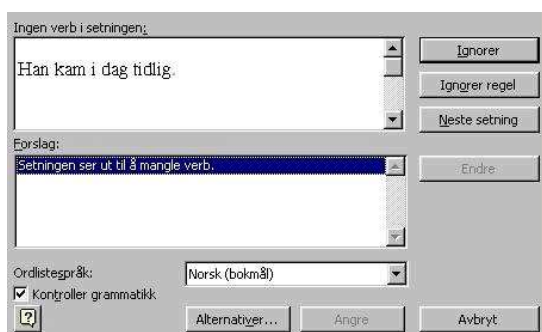 Ingen verb i setningen:
Han kam i dag tidlig.
Ignorer
Ignorer regel
Neste setning
Forslag:
Setningen ser ut til å mangle verb.
Endre
Ordlistespråk:
Norsk (bokmål)
Kontroller grammatikk
?
Alternativer...
Angre
Avbryt